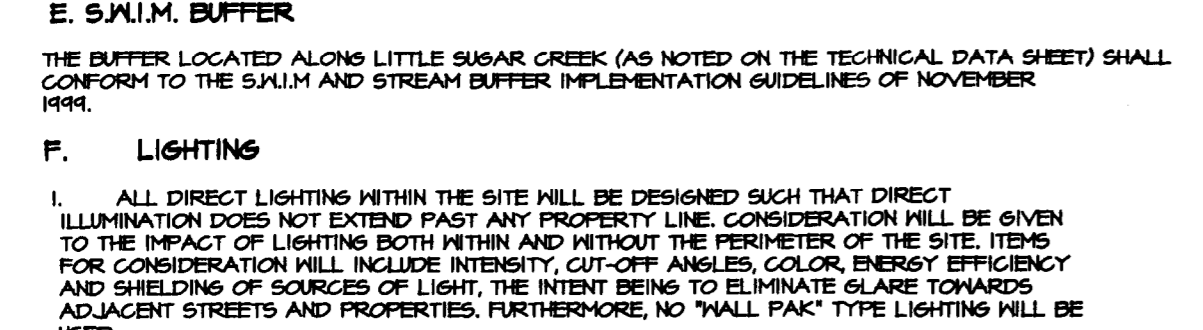 E. S.W.I.M. BUFFER
THE BUFFER LOCATED ALONG LITTLE SUGAR CREEK (AS NOTED ON THE TECHNICAL DATA SHEET) SHALL
CONFORM TO THE S.W.I.M AND STREAM BUFFER IMPLEMENTATION GUIDELINES OF NOVEMBER
1999.
F. LIGHTING
1. ALL DIRECT LIGHTING WITHIN THE SITE WILL BE DESIGNED SUCH THAT DIRECT
ILLUMINATION DOES NOT EXTEND PAST ANY PROPERTY LINE. CONSIDERATION WILL BE GIVEN
TO THE IMPACT OF LIGHTING BOTH WITHIN AND WITHOUT THE PERIMETER OF THE SITE. ITEMS
FOR CONSIDERATION WILL INCLUDE INTENSITY, CUT-OFF ANGLES, COLOR, ENERGY EFFICIENCY
AND SHIELDING OF SOURCES OF LIGHT, THE INTENT BEING TO ELIMINATE GLARE TOWARDS
ADJACENT STREETS AND PROPERTIES. FURTHERMORE, NO "WALL PAK" TYPE LIGHTING WILL BE